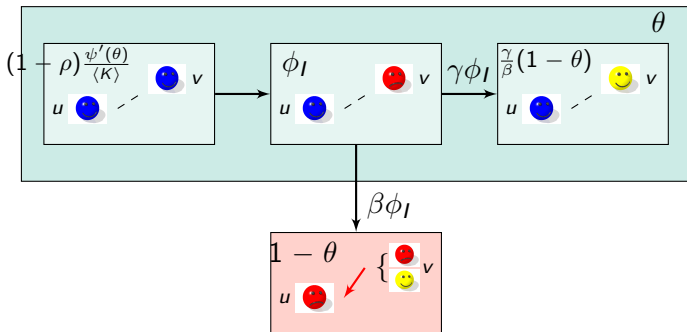 θ
(1 − ρ) ψ′(θ)/⟨K⟩
u v
ϕ_I
u v
γϕ_I
γ/β (1 − θ)
u v
βϕ_I
1 − θ
u { v